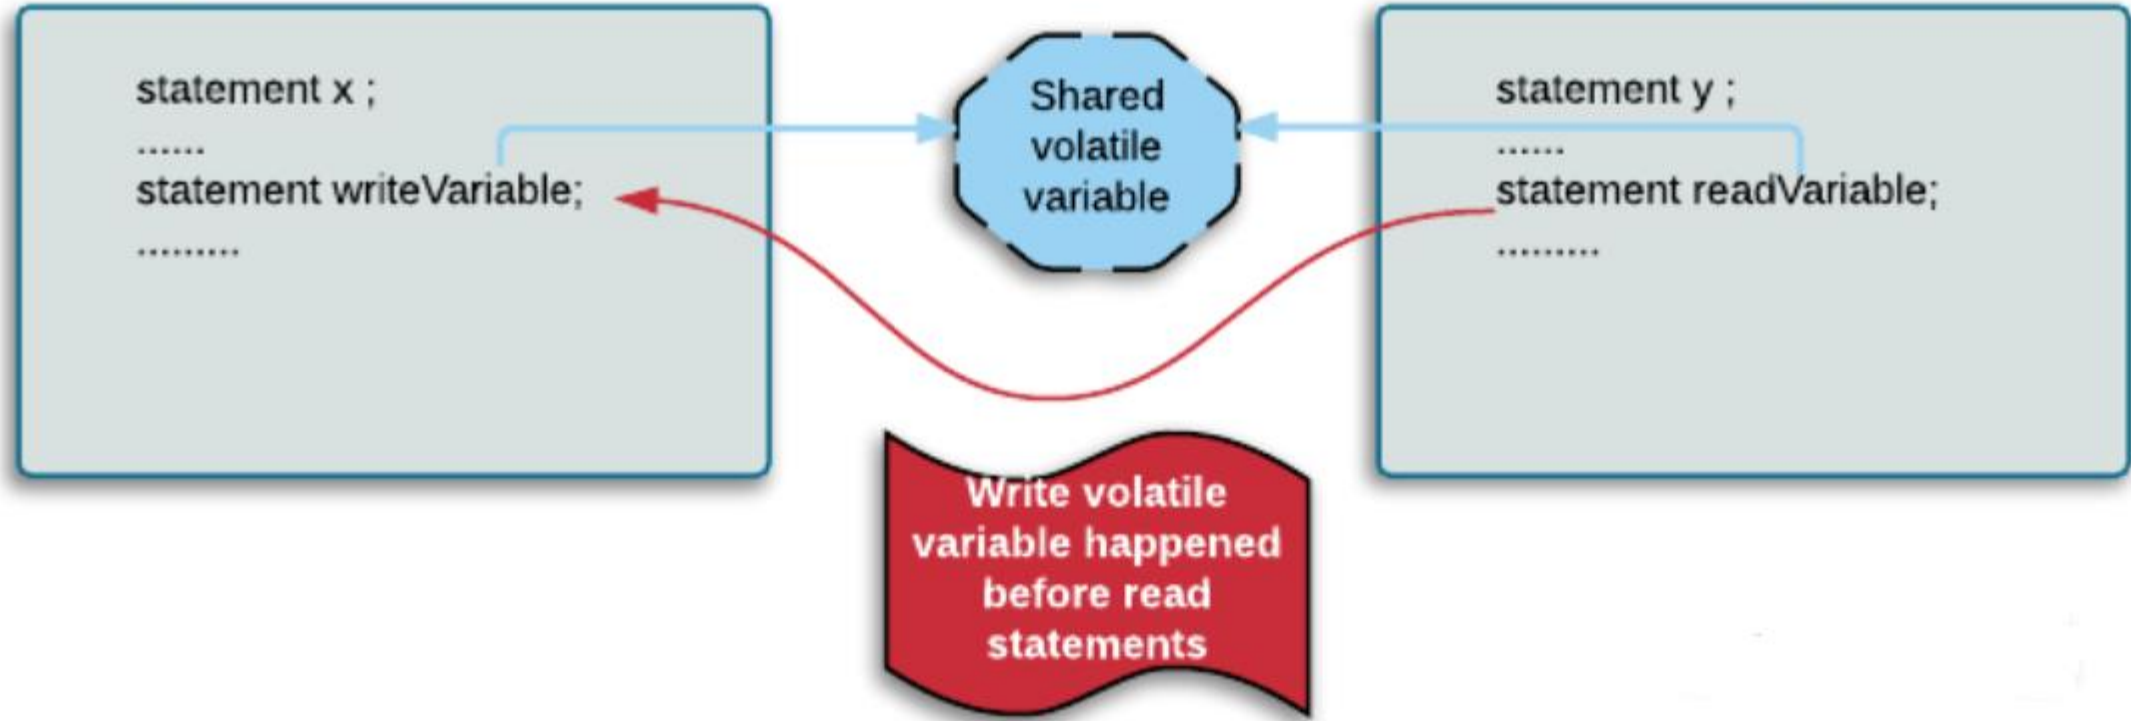 statement x ;
......
statement writeVariable;
.........
Shared
volatile
variable
statement y ;
......
statement readVariable;
.........
Write volatile
variable happened
before read
statements